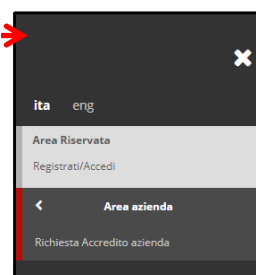 ita eng
Area Riservata
Registrati/Accedi
Area azienda
Richiesta Accredito azienda